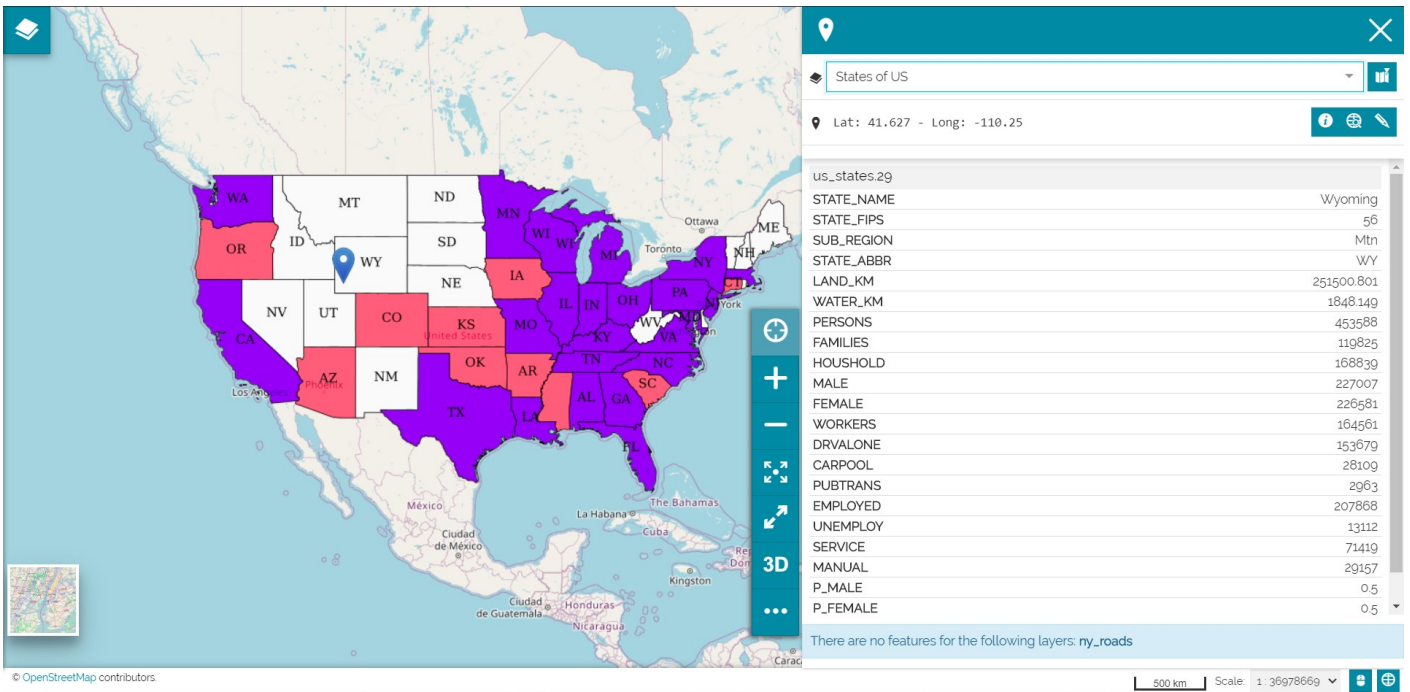 States of US
Lat: 41.627 - Long: -110.25
us_states.29
STATE_NAME Wyoming
STATE_FIPS 56
SUB_REGION Mtn
STATE_ABBR WY
LAND_KM 251500.801
WATER_KM 1848.149
PERSONS 453588
FAMILIES 119825
HOUSHOLD 168839
MALE 227007
FEMALE 226581
WORKERS 164561
DRVALONE 153679
CARPOOL 28109
PUBTRANS 2963
EMPLOYED 207868
UNEMPLOY 13112
SERVICE 71419
MANUAL 29157
P_MALE 0.5
P_FEMALE 0.5
There are no features for the following layers: ny_roads
WA
MT
ND
MN
OR
ID
SD
WI
WI
MI
Ottawa
Toronto
ME
NH
NY
WY
NE
IA
CT
NV
UT
CO
KS
United States
MO
IL
IN
OH
PA
York
CA
WV
MD
VA
KY
Los
AZ
Phoenix
NM
OK
AR
TN
NC
SC
TX
LA
AL
GA
FL
México
Ciudad
de México
La Habana
The Bahamas
Cuba
Kingston
Ciudad
de Guatemala
Honduras
Nicaragua
3D
© OpenStreetMap contributors.
500 km
Scale: 1 : 36978669